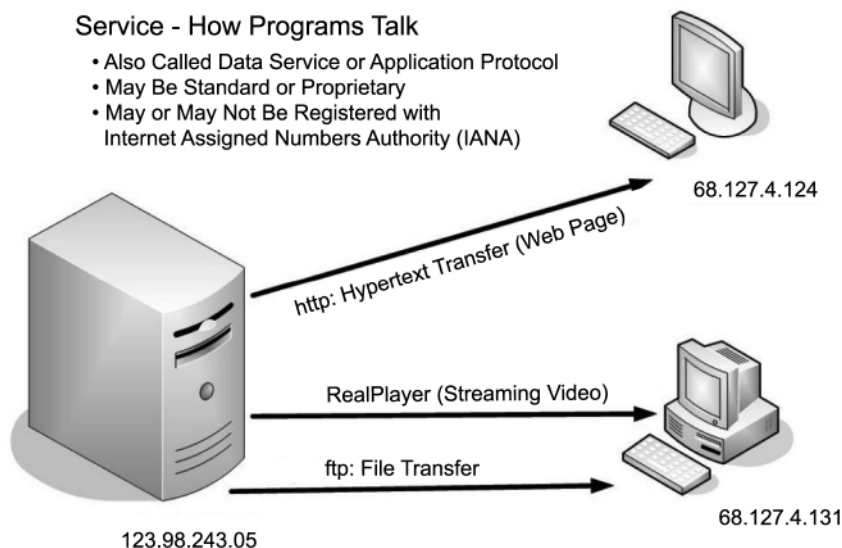 Service - How Programs Talk
• Also Called Data Service or Application Protocol
• May Be Standard or Proprietary
• May or May Not Be Registered with
Internet Assigned Numbers Authority (IANA)
68.127.4.124
http: Hypertext Transfer (Web Page)
RealPlayer (Streaming Video)
ftp: File Transfer
68.127.4.131
123.98.243.05